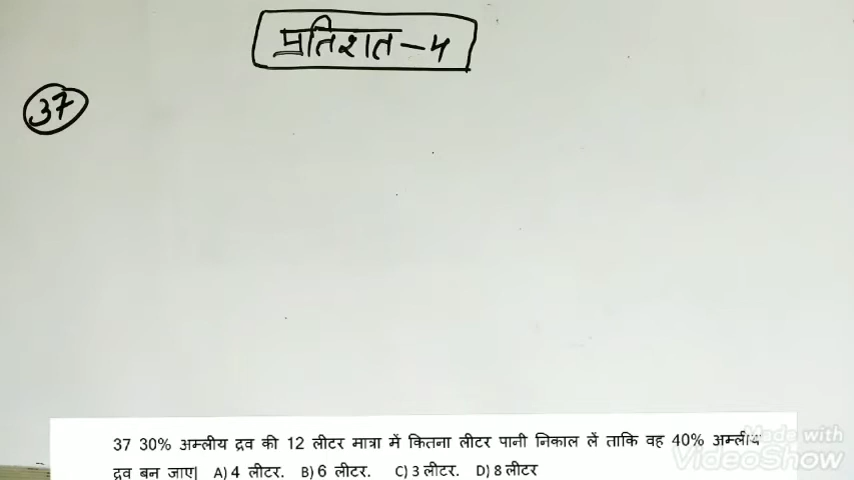 प्रतिशत-4
37
37 30% अम्लीय द्रव की 12 लीटर मात्रा में कितना लीटर पानी निकाल लें ताकि वह 40% अम्लीय
द्रव बन जाए| A) 4 लीटर. B) 6 लीटर. C) 3 लीटर. D) 8 लीटर
Made with
VideoShow